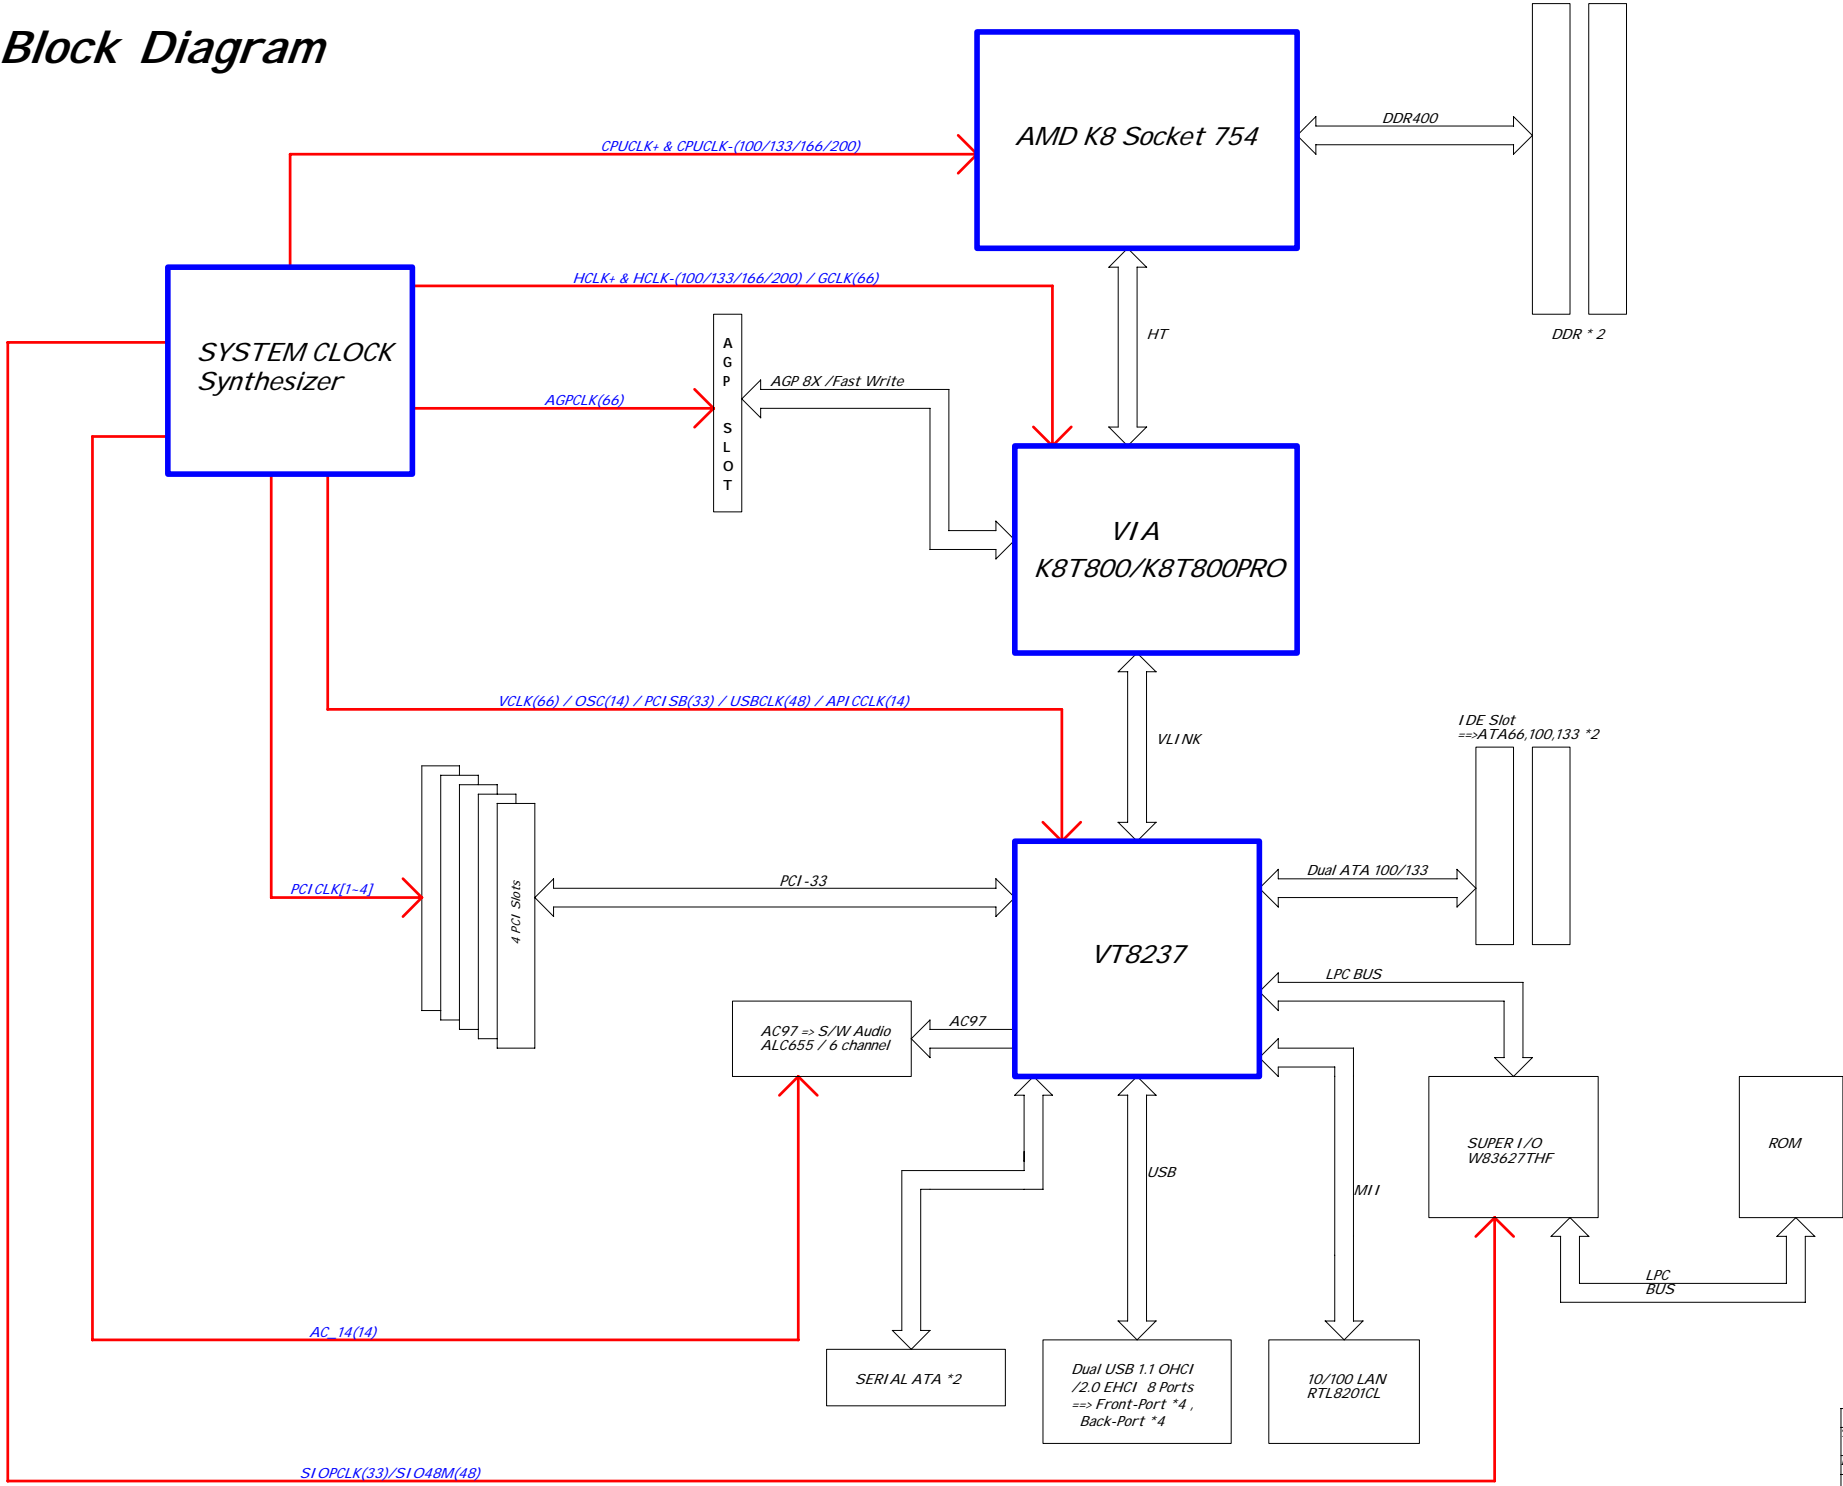 Block Diagram
AMD K8 Socket 754
DDR400
DDR * 2
CPUCLK+ & CPUCLK-(100/133/166/200)
HCLK+ & HCLK-(100/133/166/200) / GCLK(66)
HT
SYSTEM CLOCK
Synthesizer
AGP SLOT
AGP 8X /Fast Write
AGPCLK(66)
VIA
K8T800/K8T800PRO
VCLK(66) / OSC(14) / PCISB(33) / USBCLK(48) / APICCLK(14)
VLINK
IDE Slot
==>ATA66,100,133 *2
PCICLK[1~4]
4 PCI Slots
PCI-33
Dual ATA 100/133
VT8237
LPC BUS
AC97 => S/W Audio
ALC655 / 6 channel
AC97
SUPER I/O
W83627THF
ROM
USB
MII
LPC
BUS
AC_14(14)
SERIAL ATA *2
Dual USB 1.1 OHCI
/2.0 EHCI 8 Ports
==> Front-Port *4 ,
Back-Port *4
10/100 LAN
RTL8201CL
SIOPCLK(33)/SIO48M(48)